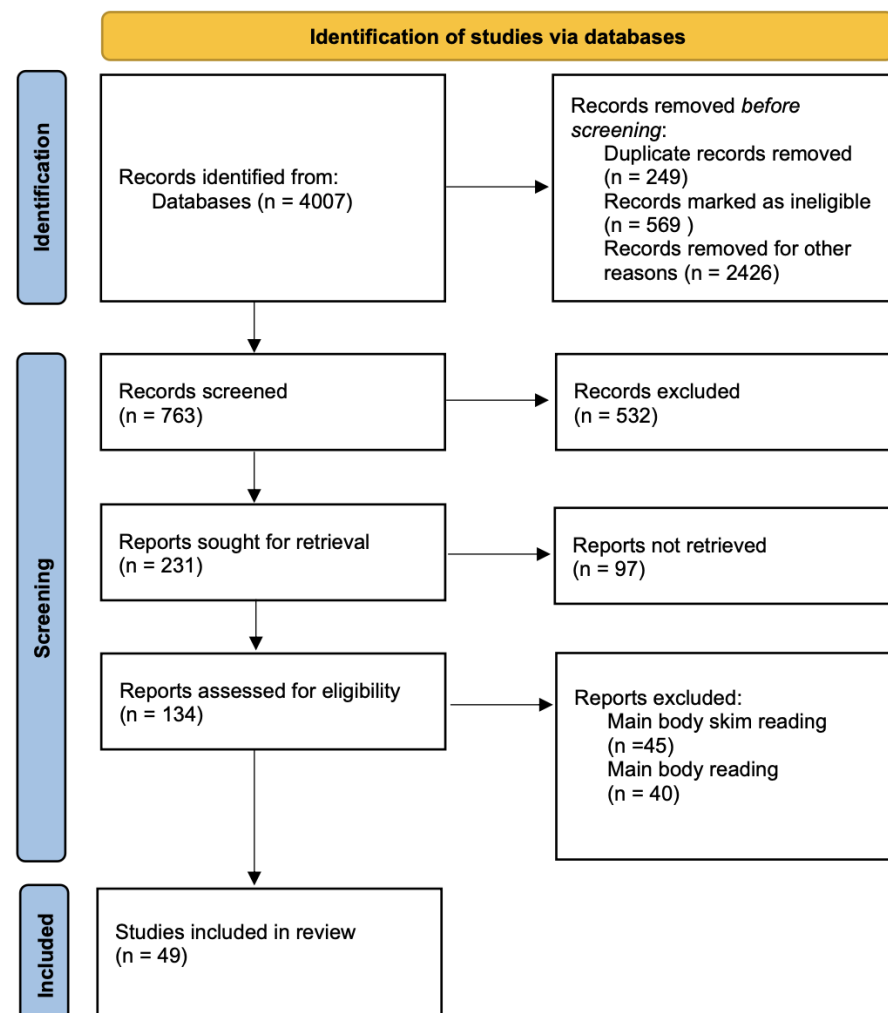 Identification of studies via databases
Identification
Records identified from:
Databases (n = 4007)
Records removed before
screening:
Duplicate records removed
(n = 249)
Records marked as ineligible
(n = 569 )
Records removed for other
reasons (n = 2426)
Screening
Records screened
(n = 763)
Records excluded
(n = 532)
Reports sought for retrieval
(n = 231)
Reports not retrieved
(n = 97)
Reports assessed for eligibility
(n = 134)
Reports excluded:
Main body skim reading
(n =45)
Main body reading
(n = 40)
Included
Studies included in review
(n = 49)